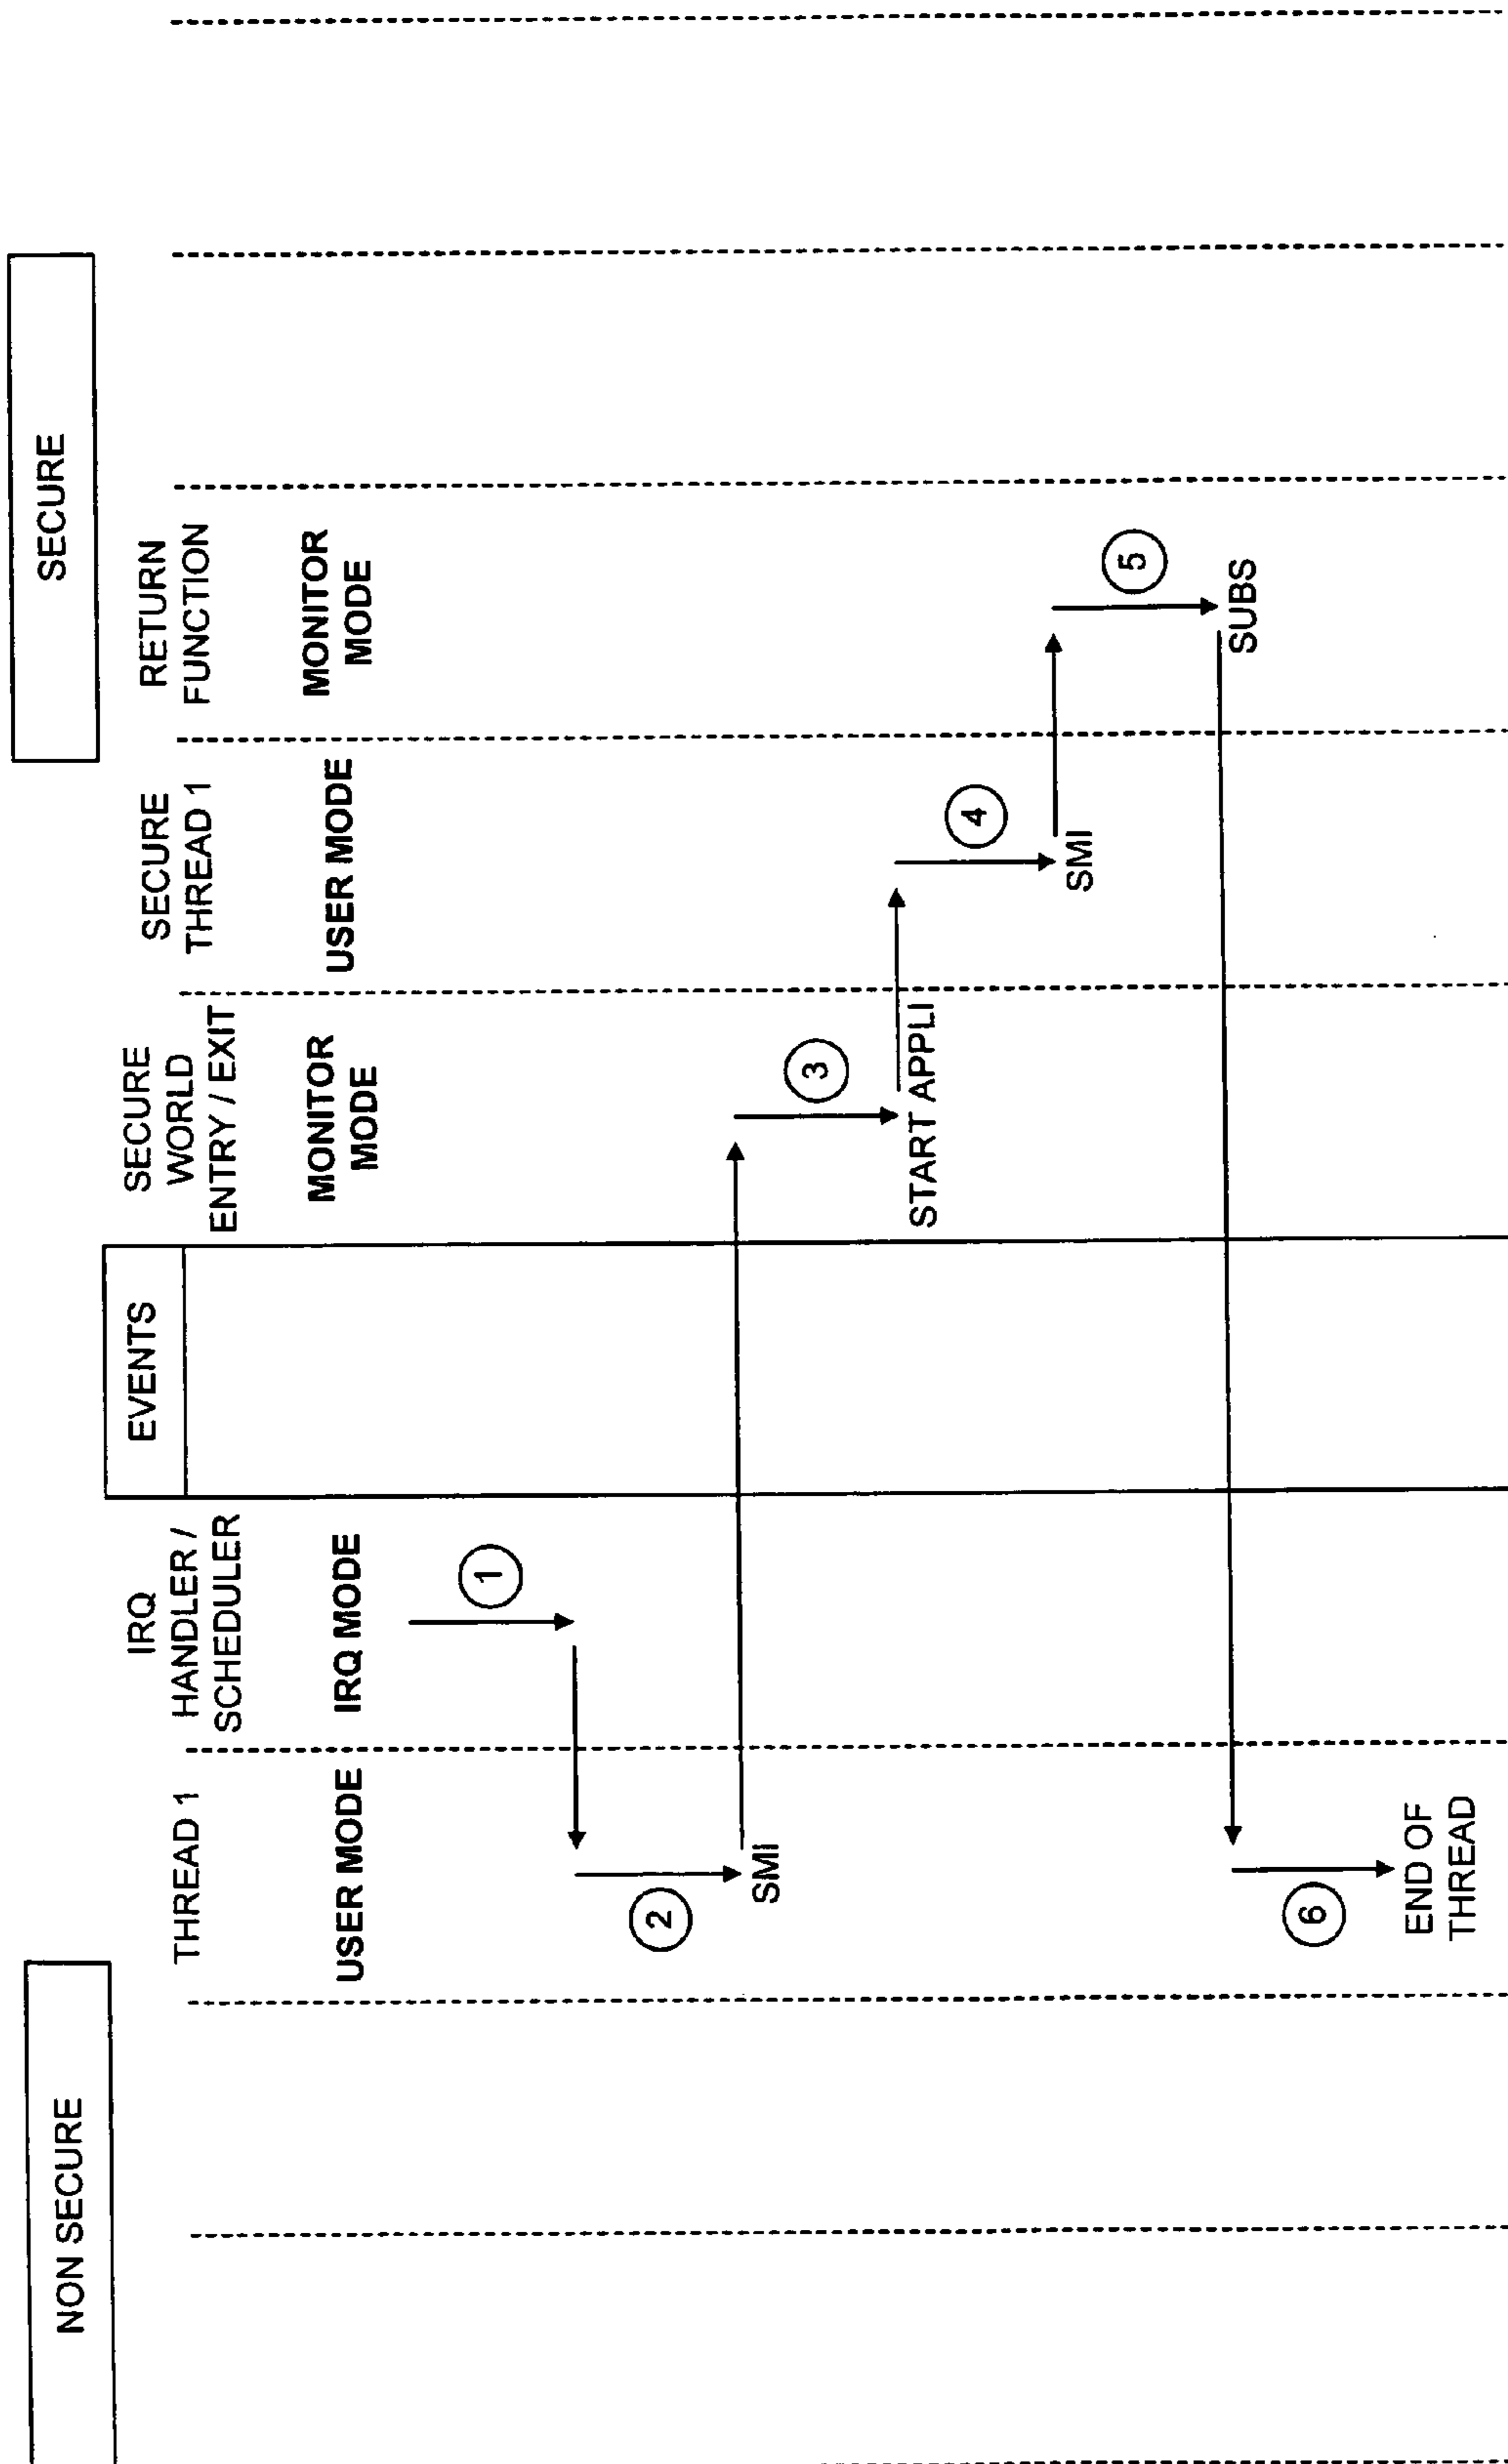 NON SECURE
SECURE
THREAD 1
IRQ
HANDLER /
SCHEDULER
EVENTS
SECURE
WORLD
ENTRY / EXIT
SECURE
THREAD 1
RETURN
FUNCTION
USER MODE
IRQ MODE
MONITOR
MODE
USER MODE
MONITOR
MODE
1
2
SMI
3
START APPLI
4
SMI
5
SUBS
6
END OF
THREAD